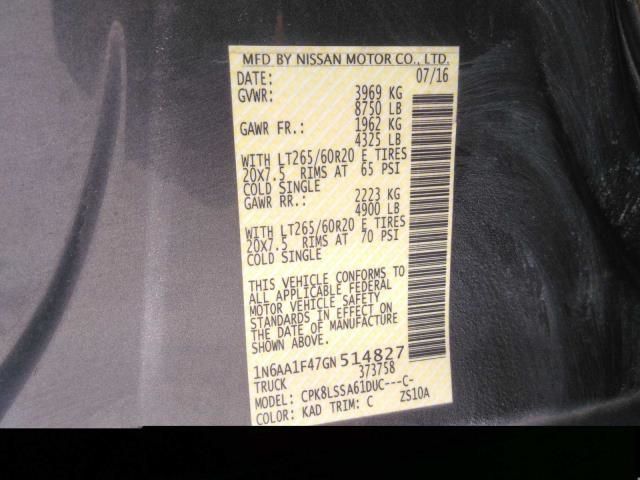 MFD BY NISSAN MOTOR CO., LTD.
DATE: 07/16
GVWR: 3969 KG
8750 LB
GAWR FR.: 1962 KG
4325 LB
WITH LT265/60R20 E TIRES
20X7.5 RIMS AT 65 PSI
COLD SINGLE
GAWR RR.: 2223 KG
4900 LB
WITH LT265/60R20 E TIRES
20X7.5 RIMS AT 70 PSI
COLD SINGLE
THIS VEHICLE CONFORMS TO
ALL APPLICABLE FEDERAL
MOTOR VEHICLE SAFETY
STANDARDS IN EFFECT ON
THE DATE OF MANUFACTURE
ABOVE.
1N6AA1F47GN514827
TRUCK 373758
MODEL: CPK8LSSA61DUC---C-
COLOR: KAD TRIM: C ZS10A